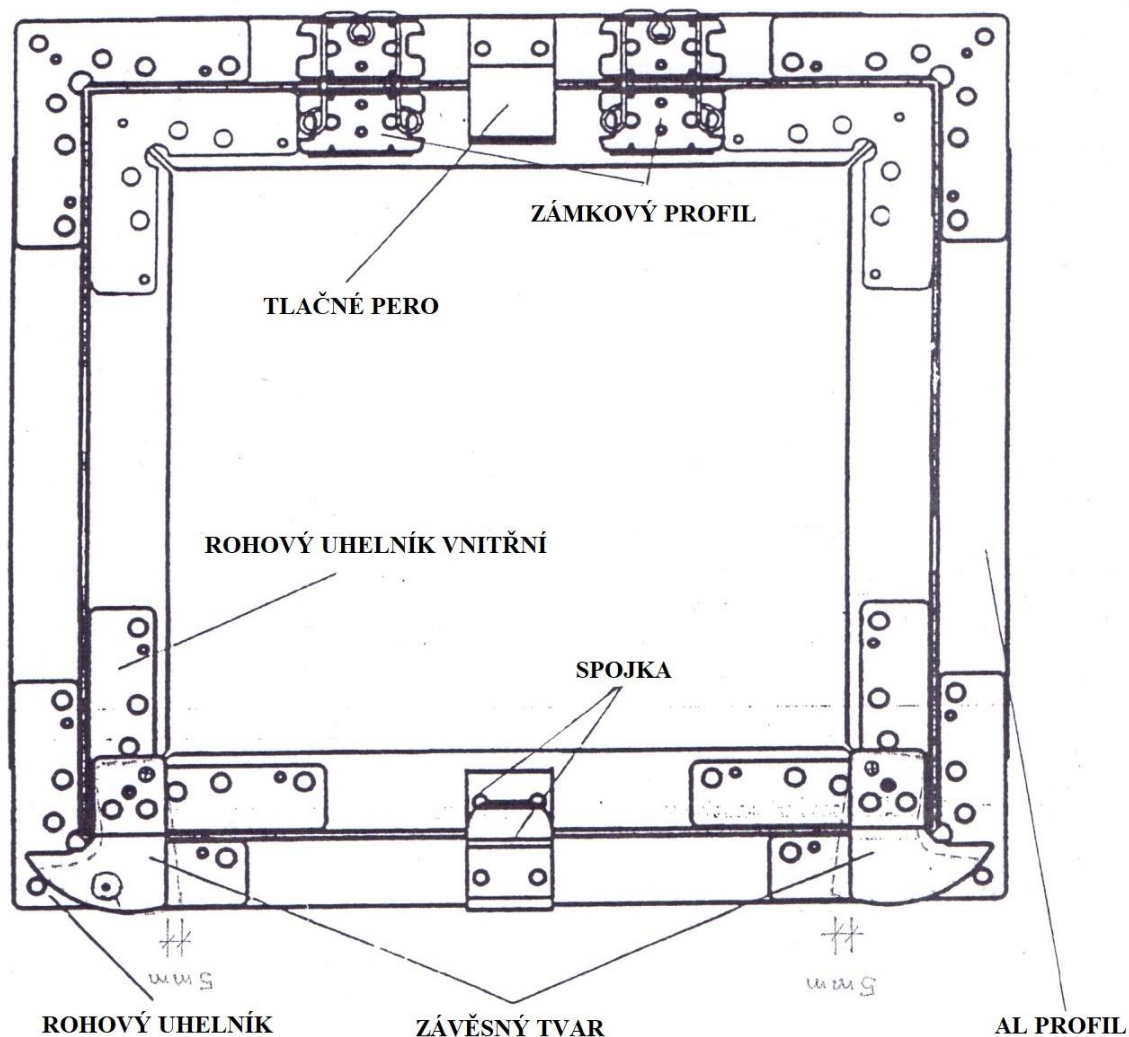 ZÁMKOVÝ PROFIL
TLAČNÉ PERO
ROHOVÝ UHELNÍK VNITŘNÍ
SPOJKA
5 mm
5 mm
ROHOVÝ UHELNÍK
ZÁVĚSNÝ TVAR
AL PROFIL